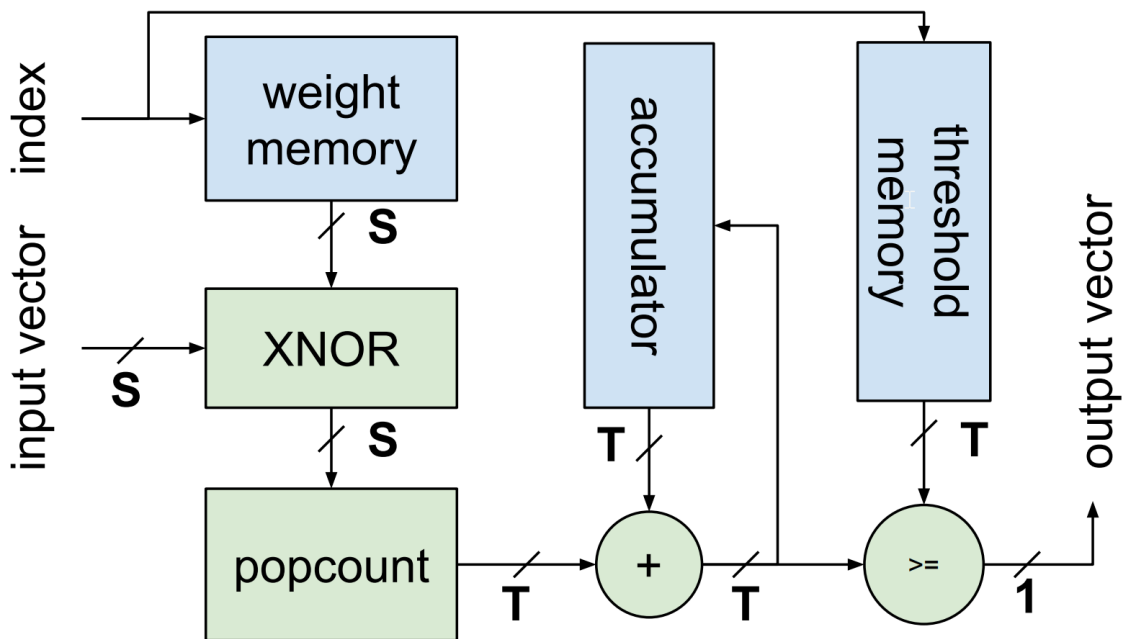 index
weight
memory
S
input vector
S
XNOR
S
popcount
T
accumulator
T
+
T
threshold
memory
T
>=
1
output vector